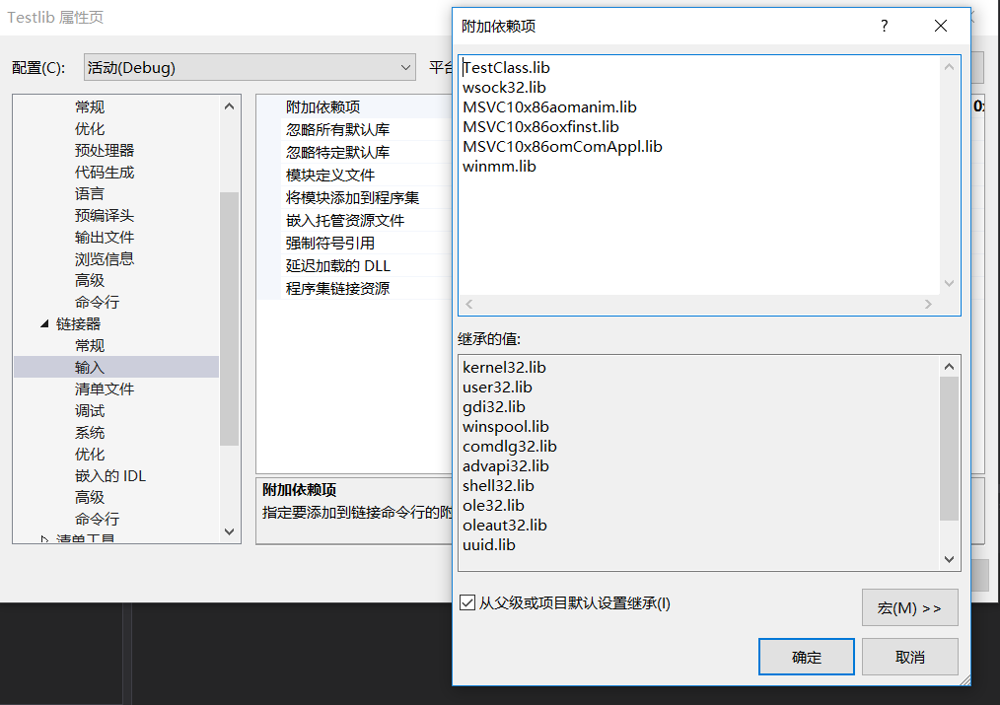 Testlib 属性页
配置(C):
活动(Debug)
平台
常规
优化
预处理器
代码生成
语言
预编译头
输出文件
浏览信息
高级
命令行
链接器
常规
输入
清单文件
调试
系统
优化
嵌入的 IDL
高级
命令行
清单工具
附加依赖项
忽略所有默认库
忽略特定默认库
模块定义文件
将模块添加到程序集
嵌入托管资源文件
强制符号引用
延迟加载的 DLL
程序集链接资源
附加依赖项
指定要添加到链接命令行的附
附加依赖项
?
TestClass.lib
wsock32.lib
MSVC10x86aomanim.lib
MSVC10x86oxfinst.lib
MSVC10x86omComAppl.lib
winmm.lib
继承的值:
kernel32.lib
user32.lib
gdi32.lib
winspool.lib
comdlg32.lib
advapi32.lib
shell32.lib
ole32.lib
oleaut32.lib
uuid.lib
从父级或项目默认设置继承(I)
宏(M) >>
确定
取消